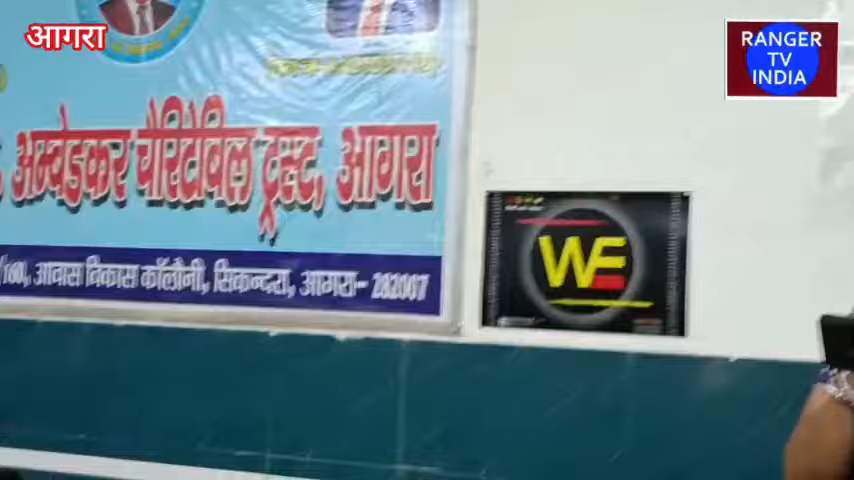 आगरा
RANGER
TV
INDIA
अम्बेडकर चैरिटेबिल ट्रस्ट, आगरा
WE
आवास विकास कॉलौनी, सिकन्दरा, आगरा- 282007